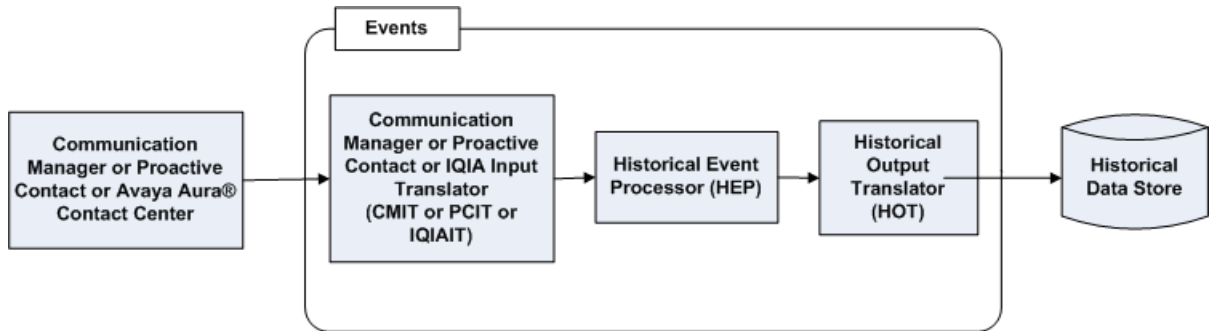 Events
Communication
Manager or Proactive
Contact or Avaya Aura®
Contact Center
Communication
Manager or Proactive
Contact or IQIA Input
Translator
(CMIT or PCIT or
IQIAIT)
Historical Event
Processor (HEP)
Historical
Output
Translator
(HOT)
Historical
Data Store